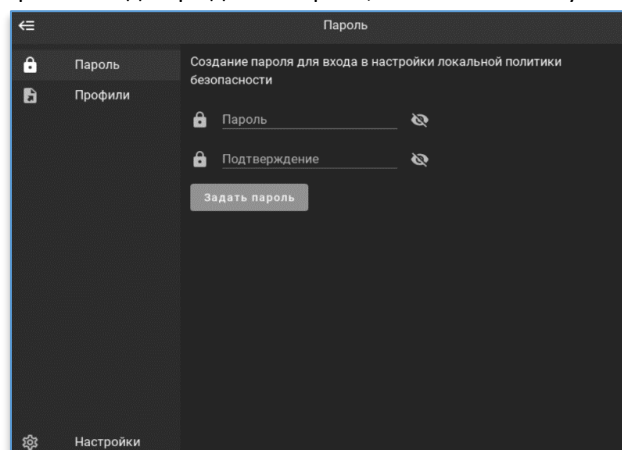 Пароль
Пароль
Профили
Создание пароля для входа в настройки локальной политики
безопасности
Пароль
Подтверждение
Задать пароль
Настройки